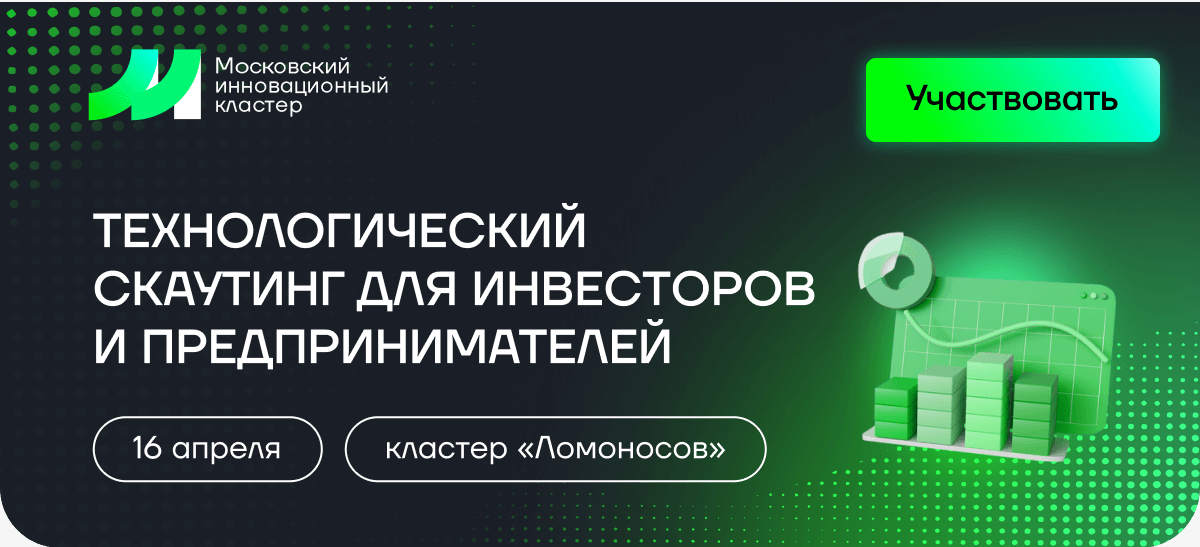 Московский
инновационный
кластер
Участвовать
ТЕХНОЛОГИЧЕСКИЙ
СКАУТИНГ ДЛЯ ИНВЕСТОРОВ
И ПРЕДПРИНИМАТЕЛЕЙ
16 апреля
кластер «Ломоносов»